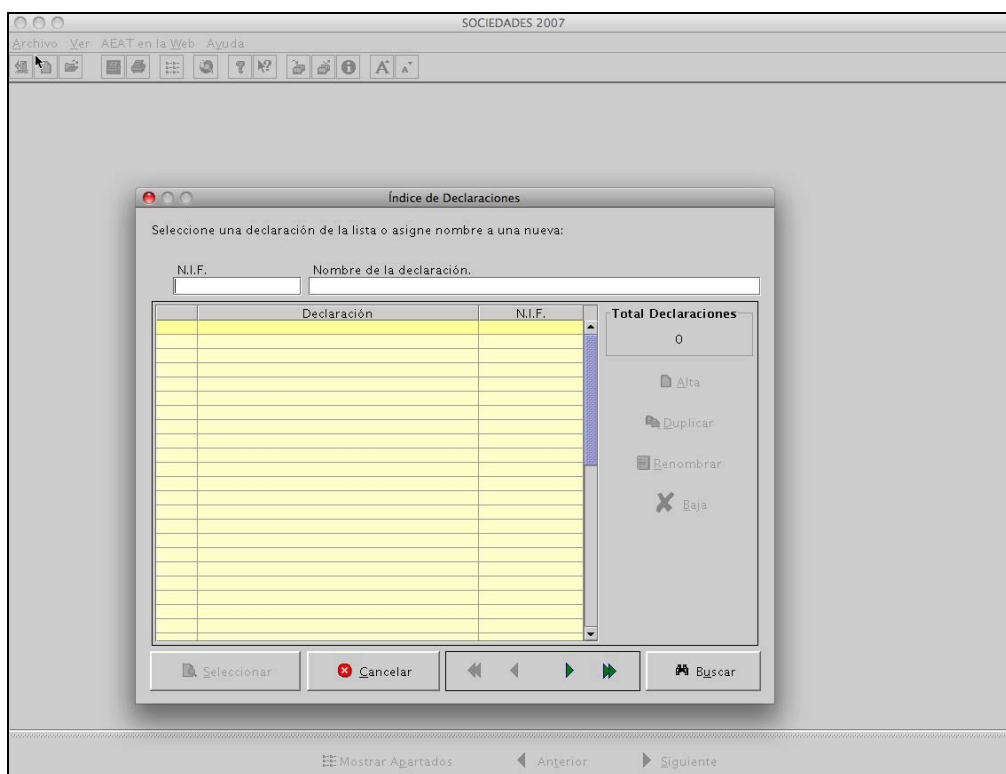 SOCIEDADES 2007
Archivo Ver AEAT en la Web Ayuda
Índice de Declaraciones
Seleccione una declaración de la lista o asigne nombre a una nueva:
N.I.F. Nombre de la declaración.
Declaración N.I.F. Total Declaraciones
0
Alta
Duplicar
Renombrar
Baja
Seleccionar Cancelar Buscar
Mostrar Apartados Anterior Siguiente